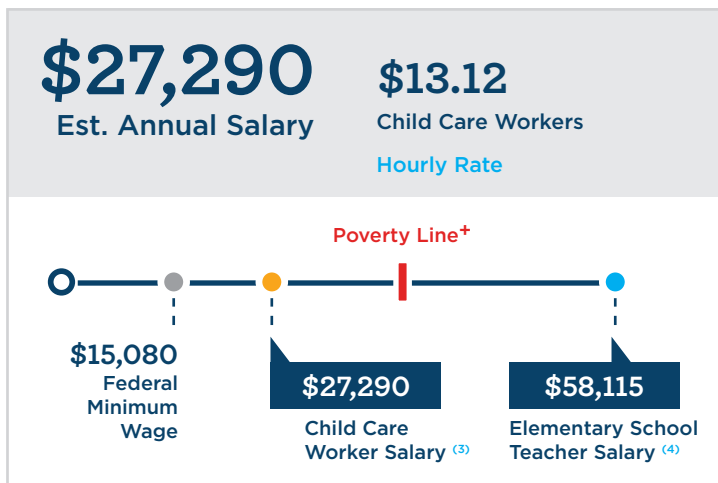 $27,290
Est. Annual Salary
$13.12
Child Care Workers
Hourly Rate
Poverty Line+
$15,080
Federal
Minimum
Wage
$27,290
Child Care
Worker Salary (3)
$58,115
Elementary School
Teacher Salary (4)